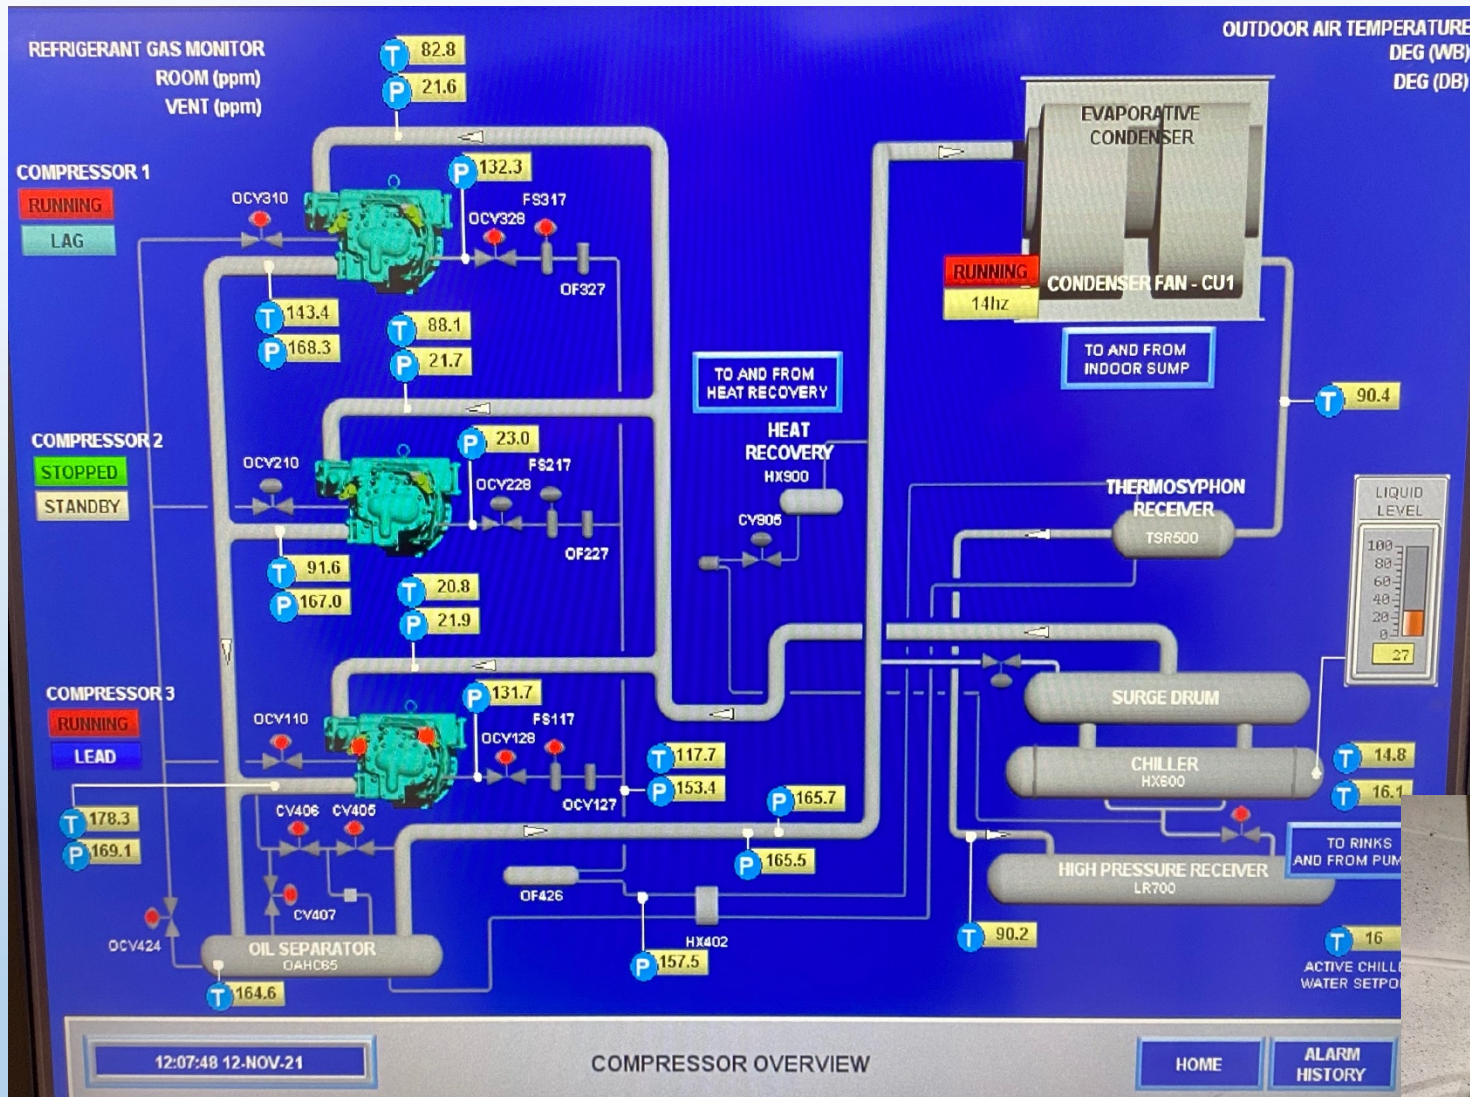 REFRIGERANT GAS MONITOR
ROOM (ppm)
VENT (ppm)
T 82.8
P 21.6
OUTDOOR AIR TEMPERATURE
DEG (WB)
DEG (DB)
COMPRESSOR 1
RUNNING
LAG
OCV310
P 132.3
OCV328
FS317
OF327
T 143.4
P 168.3
EVAPORATIVE
CONDENSER
RUNNING
14hz
CONDENSER FAN - CU1
TO AND FROM
INDOOR SUMP
T 90.4
T 88.1
P 21.7
TO AND FROM
HEAT RECOVERY
COMPRESSOR 2
STOPPED
STANDBY
OCV210
P 23.0
OCV228
FS217
OF227
T 91.6
P 167.0
HEAT
RECOVERY
HX900
CV905
THERMOSYPHON
RECEIVER
TSR500
LIQUID
LEVEL
100
80
60
40
20
0
27
T 20.8
P 21.9
COMPRESSOR 3
RUNNING
LEAD
OCV110
P 131.7
OCV128
FS117
OCV127
T 117.7
P 153.4
T 178.3
P 169.1
CV406
CV405
CV407
P 165.7
P 165.5
SURGE DRUM
CHILLER
HX600
T 14.8
T 16.1
TO RINKS
AND FROM PUM
HIGH PRESSURE RECEIVER
LR700
T 90.2
OF426
HX402
P 157.5
OCV424
OIL SEPARATOR
OAHC65
T 164.6
T 16
ACTIVE CHILLE
WATER SETPO
12:07:48 12-NOV-21
COMPRESSOR OVERVIEW
HOME
ALARM
HISTORY